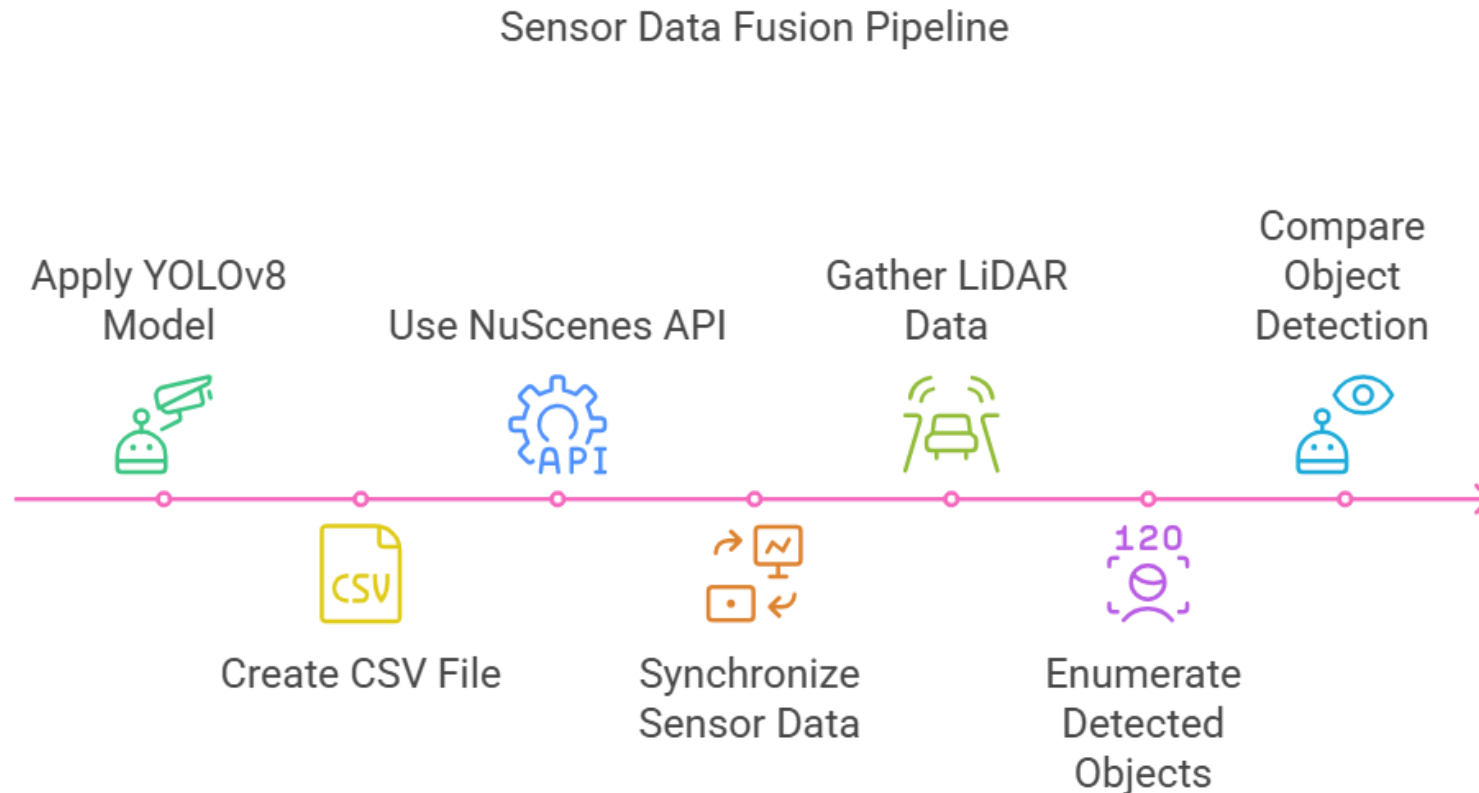 Sensor Data Fusion Pipeline
Apply YOLOv8
Model
CSV
Create CSV File
Use NuScenes API
API
Synchronize
Sensor Data
Gather LiDAR
Data
120
Enumerate
Detected
Objects
Compare
Object
Detection